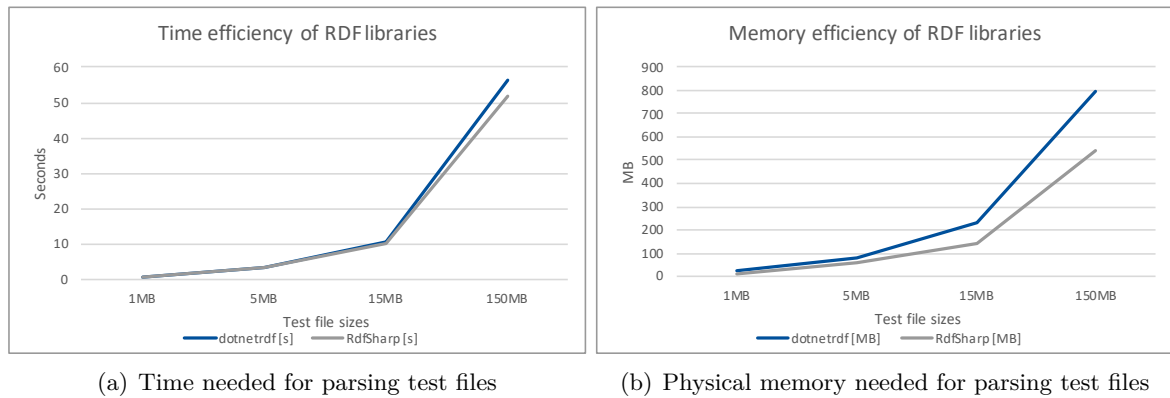 Time efficiency of RDF libraries
60
50
40
30
20
10
0
Seconds
1MB 5MB 15MB 150MB
Test file sizes
dotnetrdf [s] RdfSharp [s]
(a) Time needed for parsing test files
Memory efficiency of RDF libraries
900
800
700
600
500
400
300
200
100
0
MB
1MB 5MB 15MB 150MB
Test file sizes
dotnetrdf [MB] RdfSharp [MB]
(b) Physical memory needed for parsing test files